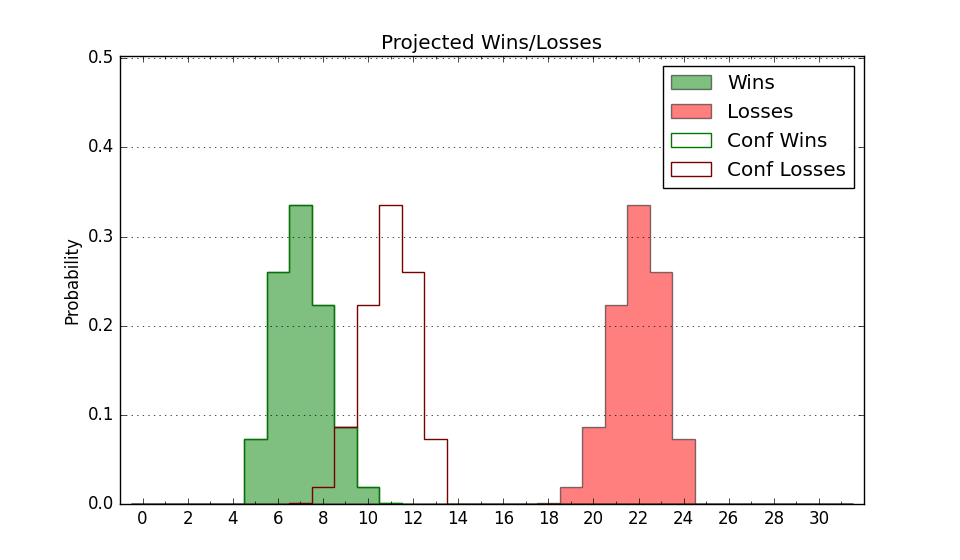 Projected Wins/Losses
0.5
0.4
0.3
0.2
0.1
0.0
Probability
Wins
Losses
Conf Wins
Conf Losses
0 2 4 6 8 10 12 14 16 18 20 22 24 26 28 30